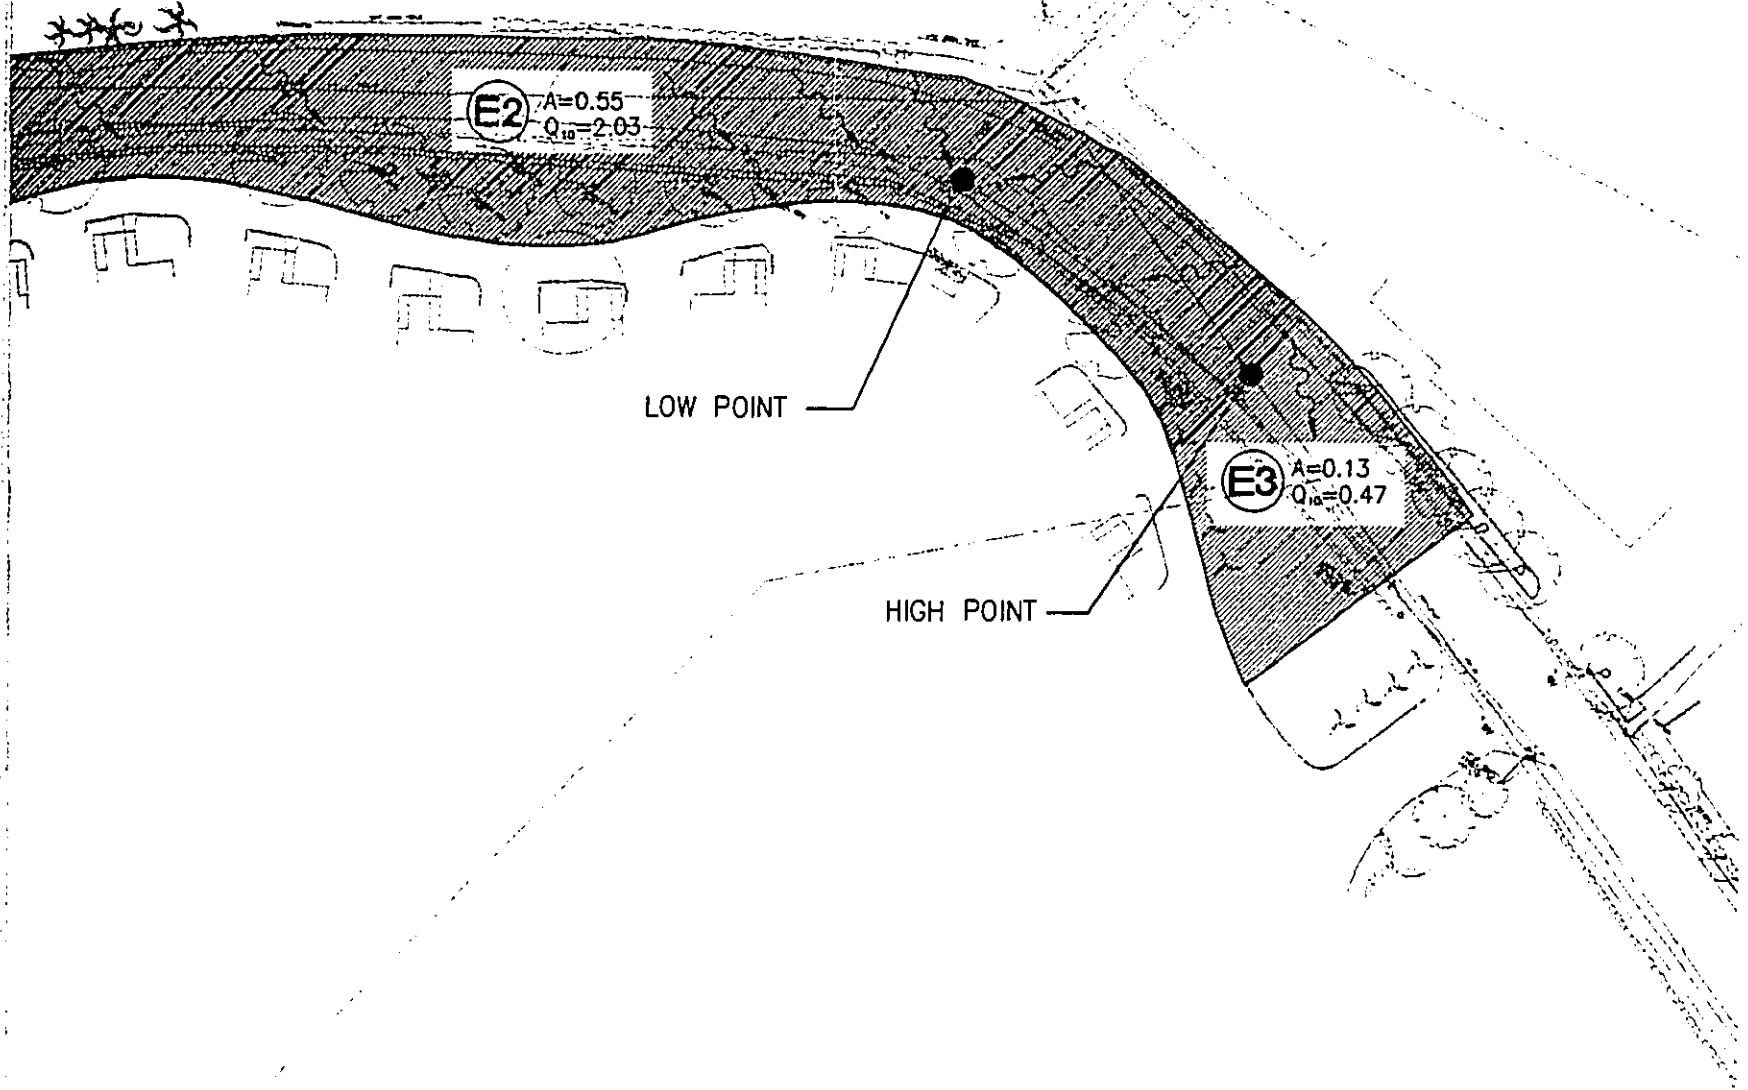 E2
A=0.55
Q₁₀=2.03
LOW POINT
E3
A=0.13
Q₁₀=0.47
HIGH POINT